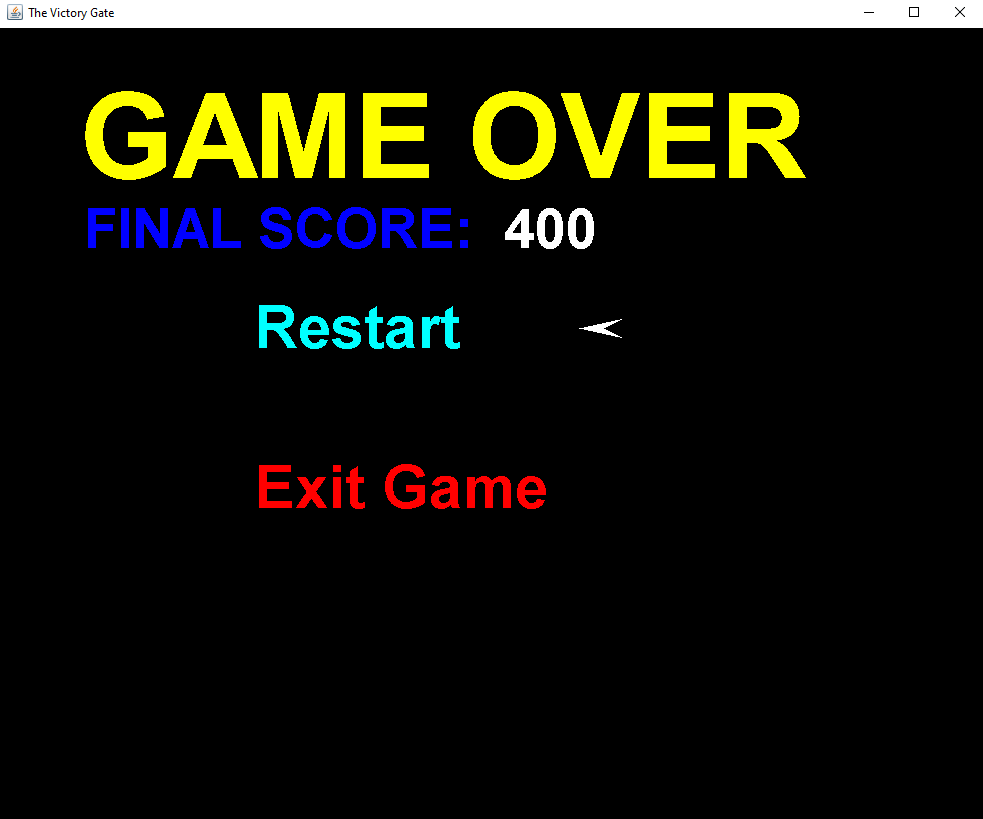 The Victory Gate
GAME OVER
FINAL SCORE: 400
Restart
Exit Game